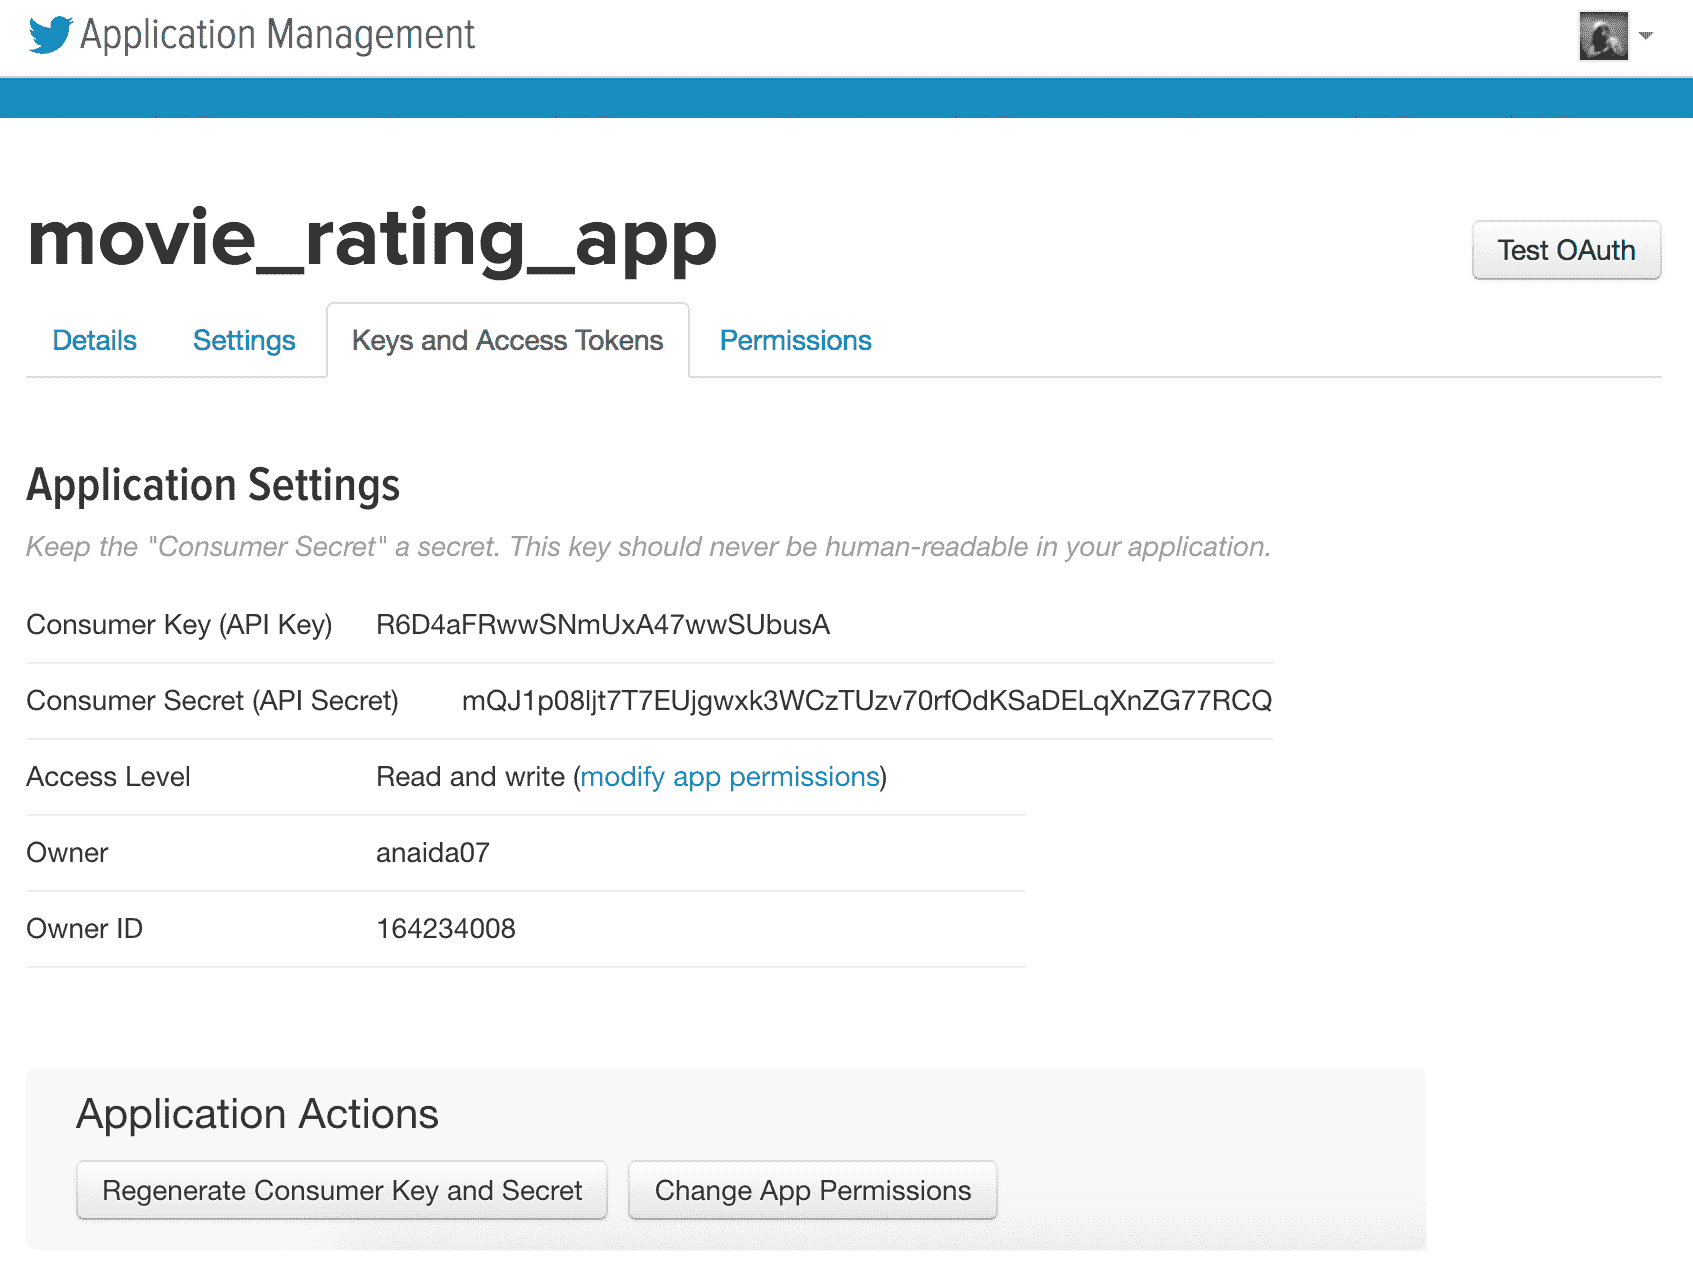 Application Management
movie_rating_app
Test OAuth
Details Settings Keys and Access Tokens Permissions
Application Settings
Keep the "Consumer Secret" a secret. This key should never be human-readable in your application.
Consumer Key (API Key) R6D4aFRwwSNmUxA47wwSUbusA
Consumer Secret (API Secret) mQJ1p08ljt7T7EUjgwxk3WCzTUzv70rfOdKSaDELqXnZG77RCQ
Access Level Read and write (modify app permissions)
Owner anaida07
Owner ID 164234008
Application Actions
Regenerate Consumer Key and Secret Change App Permissions